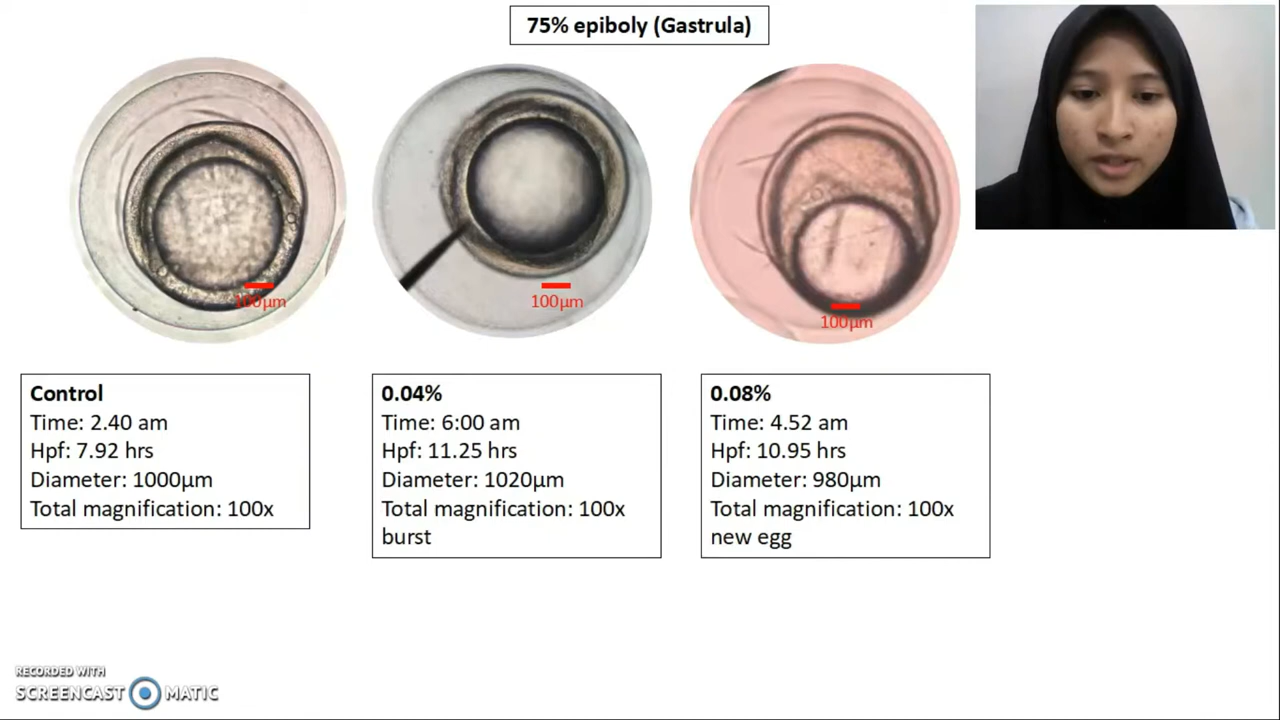 75% epiboly (Gastrula)
100µm
100µm
100µm
Control
Time: 2.40 am
Hpf: 7.92 hrs
Diameter: 1000µm
Total magnification: 100x
0.04%
Time: 6:00 am
Hpf: 11.25 hrs
Diameter: 1020µm
Total magnification: 100x
burst
0.08%
Time: 4.52 am
Hpf: 10.95 hrs
Diameter: 980µm
Total magnification: 100x
new egg
RECORDED WITH
SCREENCAST MATIC